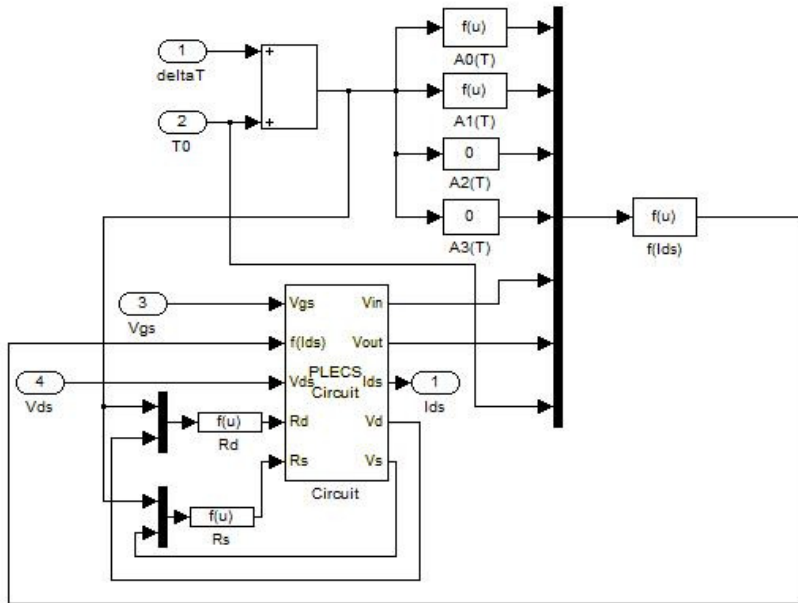 1
deltaT
2
T0
+
+
f(u)
A0(T)
f(u)
A1(T)
0
A2(T)
0
A3(T)
f(u)
f(Ids)
3
Vgs
4
Vds
Vgs
f(Ids)
Vds
Rd
Rs
PLECS
Circuit
Vin
Vout
Ids
Vd
Vs
Circuit
1
Ids
f(u)
Rd
f(u)
Rs